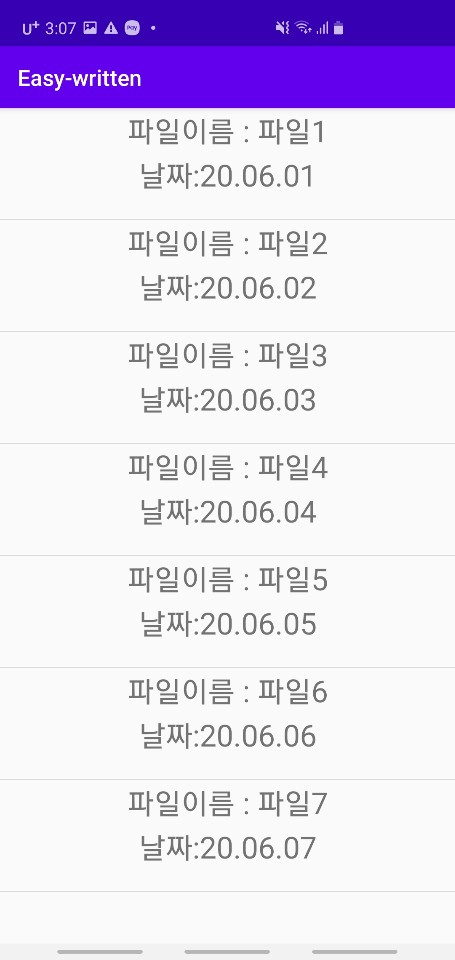 U+ 3:07 Pay
Easy-written
파일이름 : 파일1
날짜:20.06.01
파일이름 : 파일2
날짜:20.06.02
파일이름 : 파일3
날짜:20.06.03
파일이름 : 파일4
날짜:20.06.04
파일이름 : 파일5
날짜:20.06.05
파일이름 : 파일6
날짜:20.06.06
파일이름 : 파일7
날짜:20.06.07